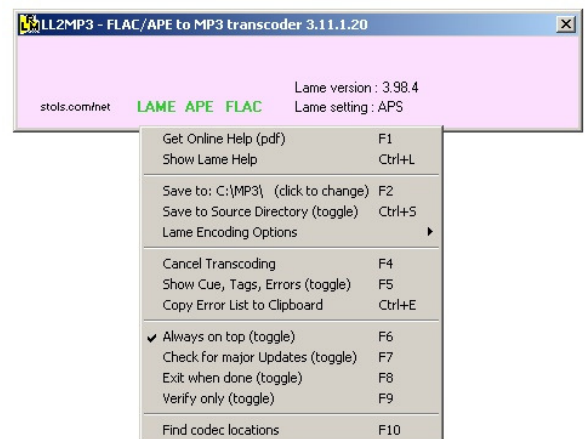 LL2MP3 - FLAC/APE to MP3 transcoder 3.11.1.20
Lame version : 3.98.4
stols.com/net LAME APE FLAC Lame setting : APS
Get Online Help (pdf) F1
Show Lame Help Ctrl+L
Save to: C:\MP3\ (click to change) F2
Save to Source Directory (toggle) Ctrl+S
Lame Encoding Options
Cancel Transcoding F4
Show Cue, Tags, Errors (toggle) F5
Copy Error List to Clipboard Ctrl+E
Always on top (toggle) F6
Check for major Updates (toggle) F7
Exit when done (toggle) F8
Verify only (toggle) F9
Find codec locations F10